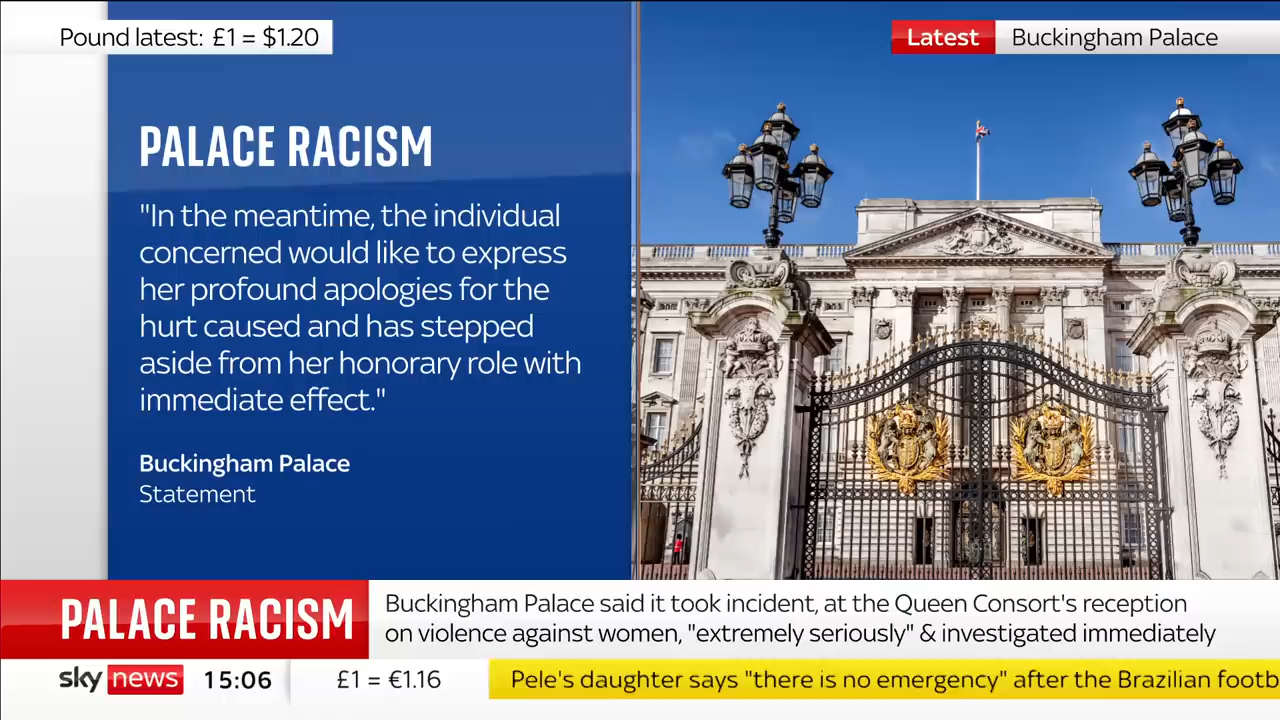 Pound latest: £1 = $1.20
Latest
Buckingham Palace
PALACE RACISM
"In the meantime, the individual
concerned would like to express
her profound apologies for the
hurt caused and has stepped
aside from her honorary role with
immediate effect."
Buckingham Palace
Statement
PALACE RACISM
Buckingham Palace said it took incident, at the Queen Consort's reception
on violence against women, "extremely seriously" & investigated immediately
sky news
15:06
£1 = €1.16
Pele's daughter says "there is no emergency" after the Brazilian footb